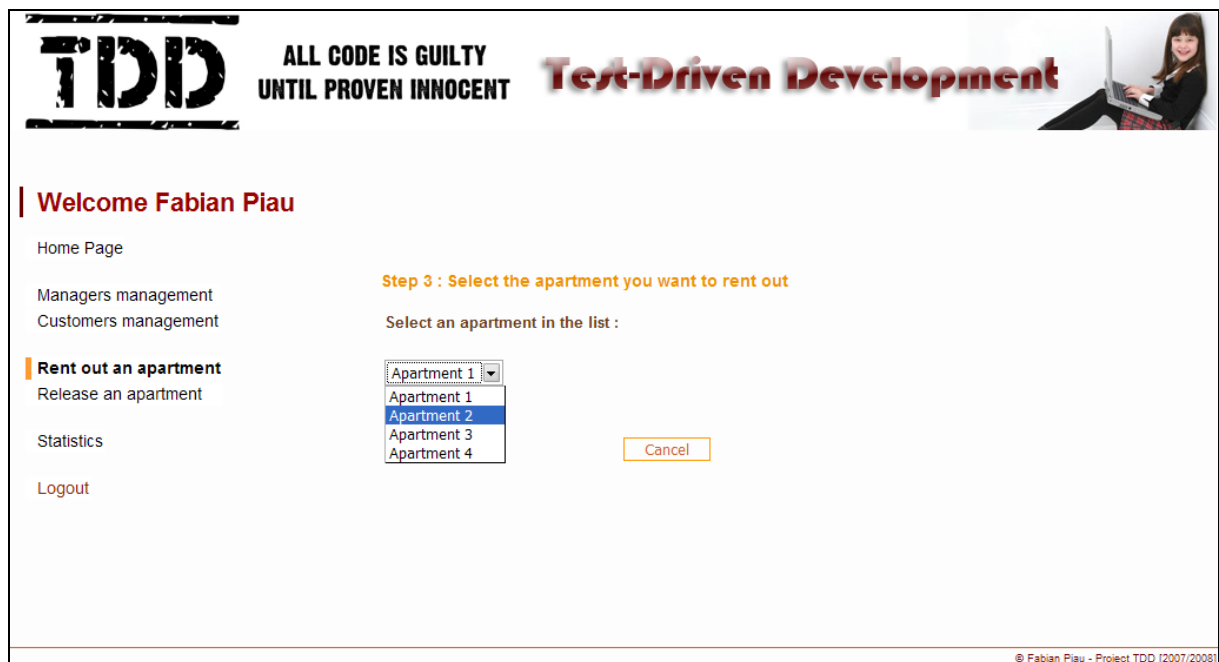 TDD
ALL CODE IS GUILTY
UNTIL PROVEN INNOCENT
Test-Driven Development
Welcome Fabian Piau
Home Page
Managers management
Customers management
Rent out an apartment
Release an apartment
Statistics
Logout
Step 3 : Select the apartment you want to rent out
Select an apartment in the list :
Apartment 1
Apartment 1
Apartment 2
Apartment 3
Apartment 4
Cancel
© Fabian Piau - Project TDD [2007/2008]